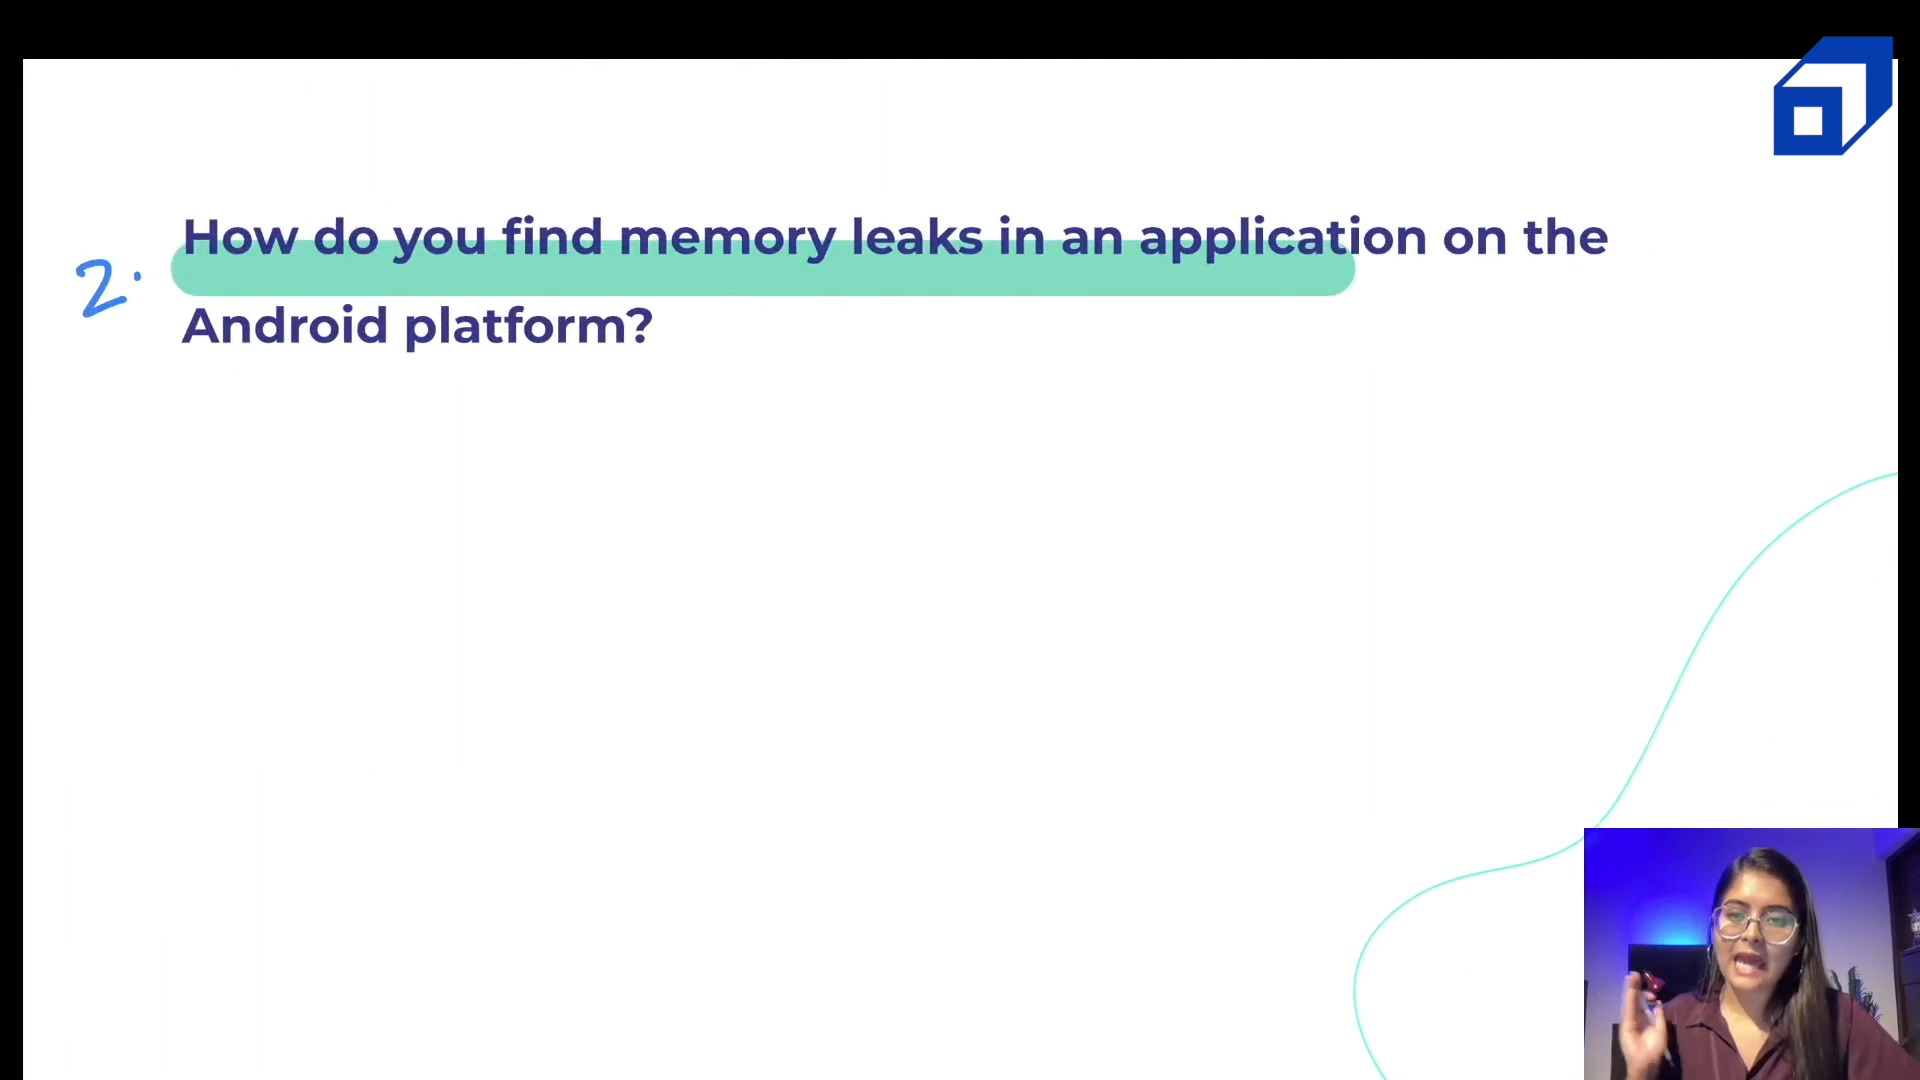 How do you find memory leaks in an application on the
2.
Android platform?